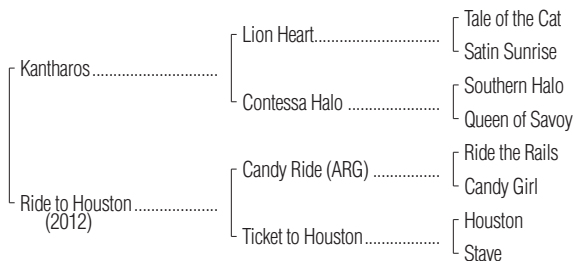 Tale of the Cat
Lion Heart
Satin Sunrise
Kantharos
Southern Halo
Contessa Halo
Queen of Savoy
Ride the Rails
Candy Ride (ARG)
Candy Girl
Ride to Houston
(2012)
Houston
Ticket to Houston
Stave